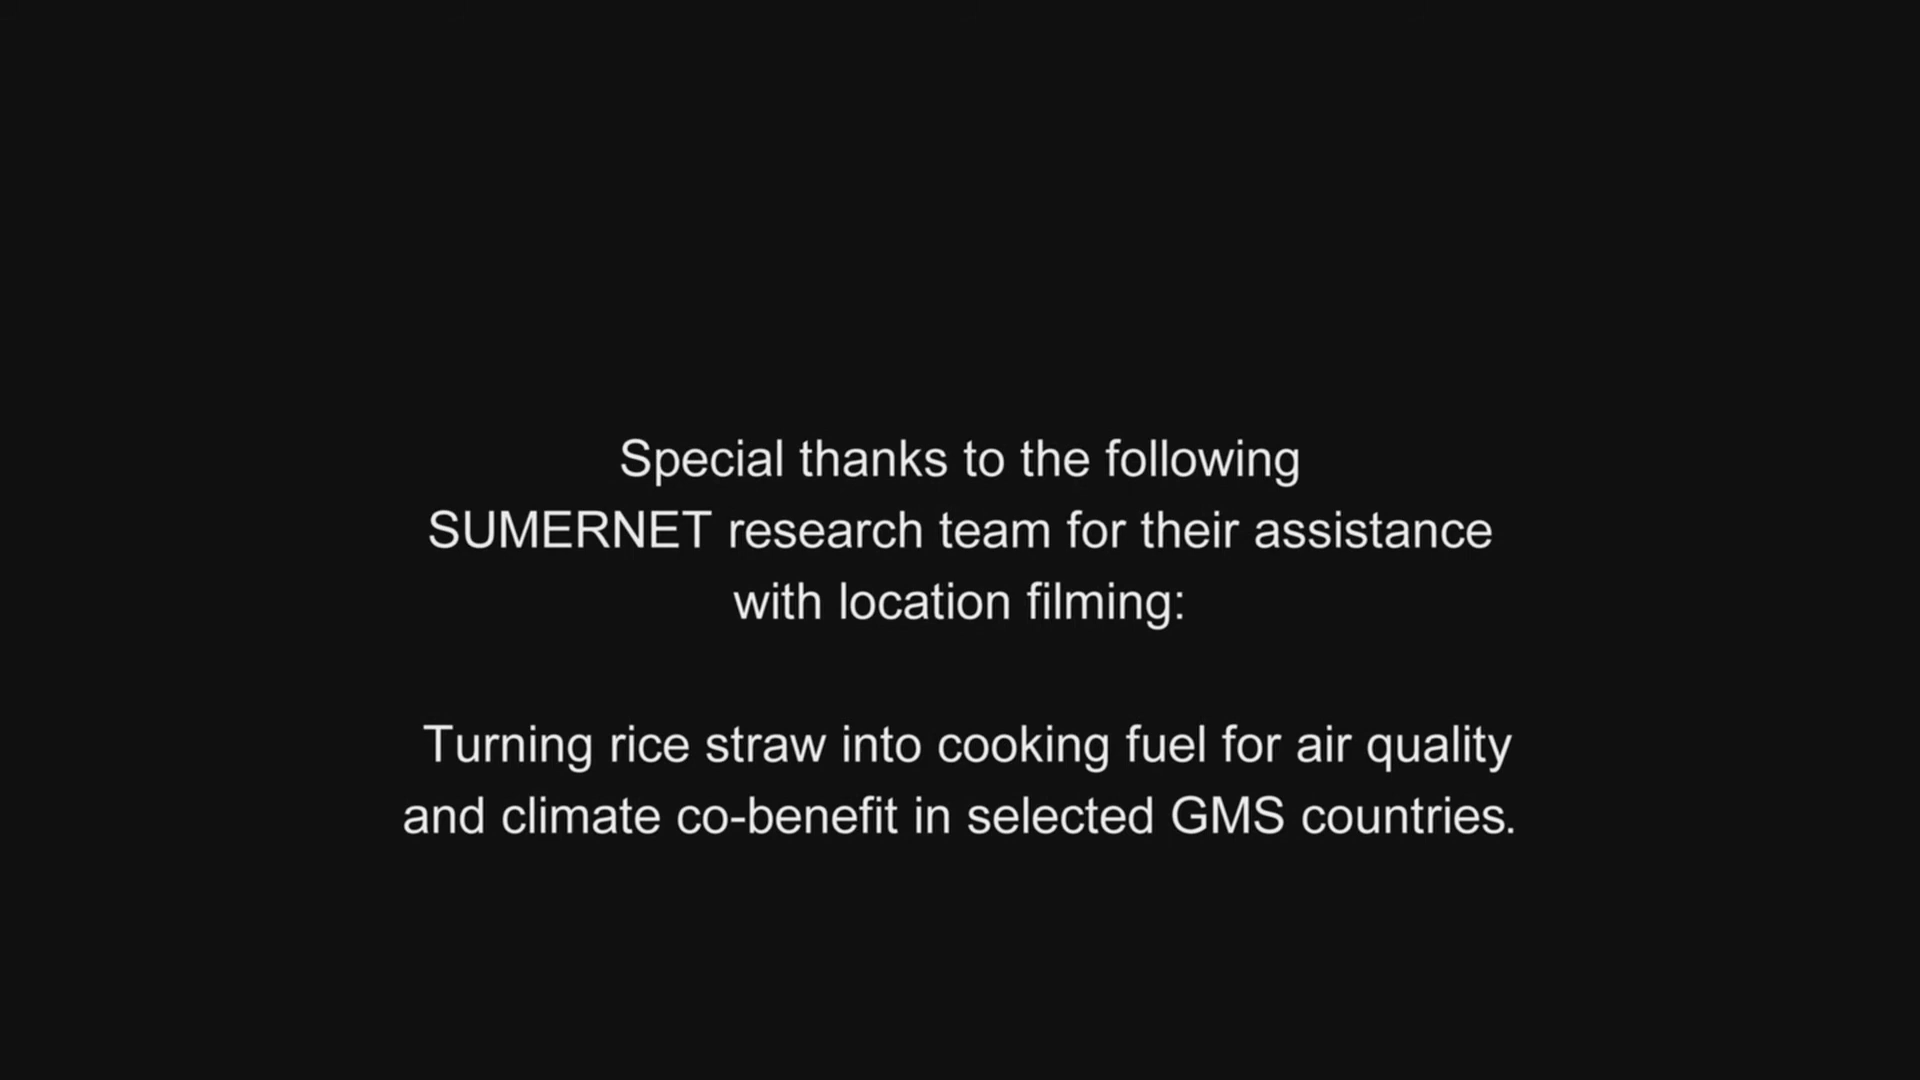 Special thanks to the following
SUMERNET research team for their assistance
with location filming:
Turning rice straw into cooking fuel for air quality
and climate co-benefit in selected GMS countries.